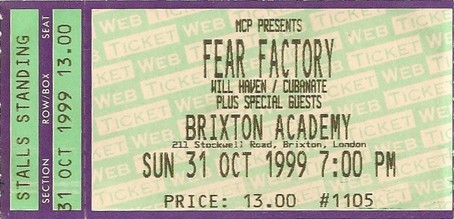 MCP PRESENTS
FEAR FACTORY
WILL HAVEN / CUBANATE
PLUS SPECIAL GUESTS
BRIXTON ACADEMY
211 Stockwell Road, Brixton, London
SUN 31 OCT 1999 7:00 PM
PRICE: 13.00 #1105
STALLS STANDING
SECTION ROW/BOX SEAT
31 OCT 1999 13.00
WEB TICKET